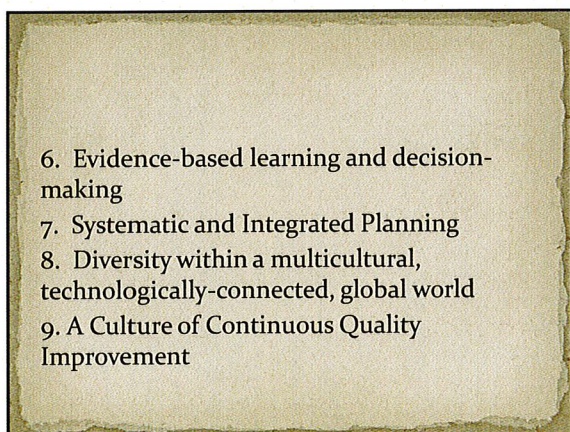 6. Evidence-based learning and decision-
making
7. Systematic and Integrated Planning
8. Diversity within a multicultural,
technologically-connected, global world
9. A Culture of Continuous Quality
Improvement